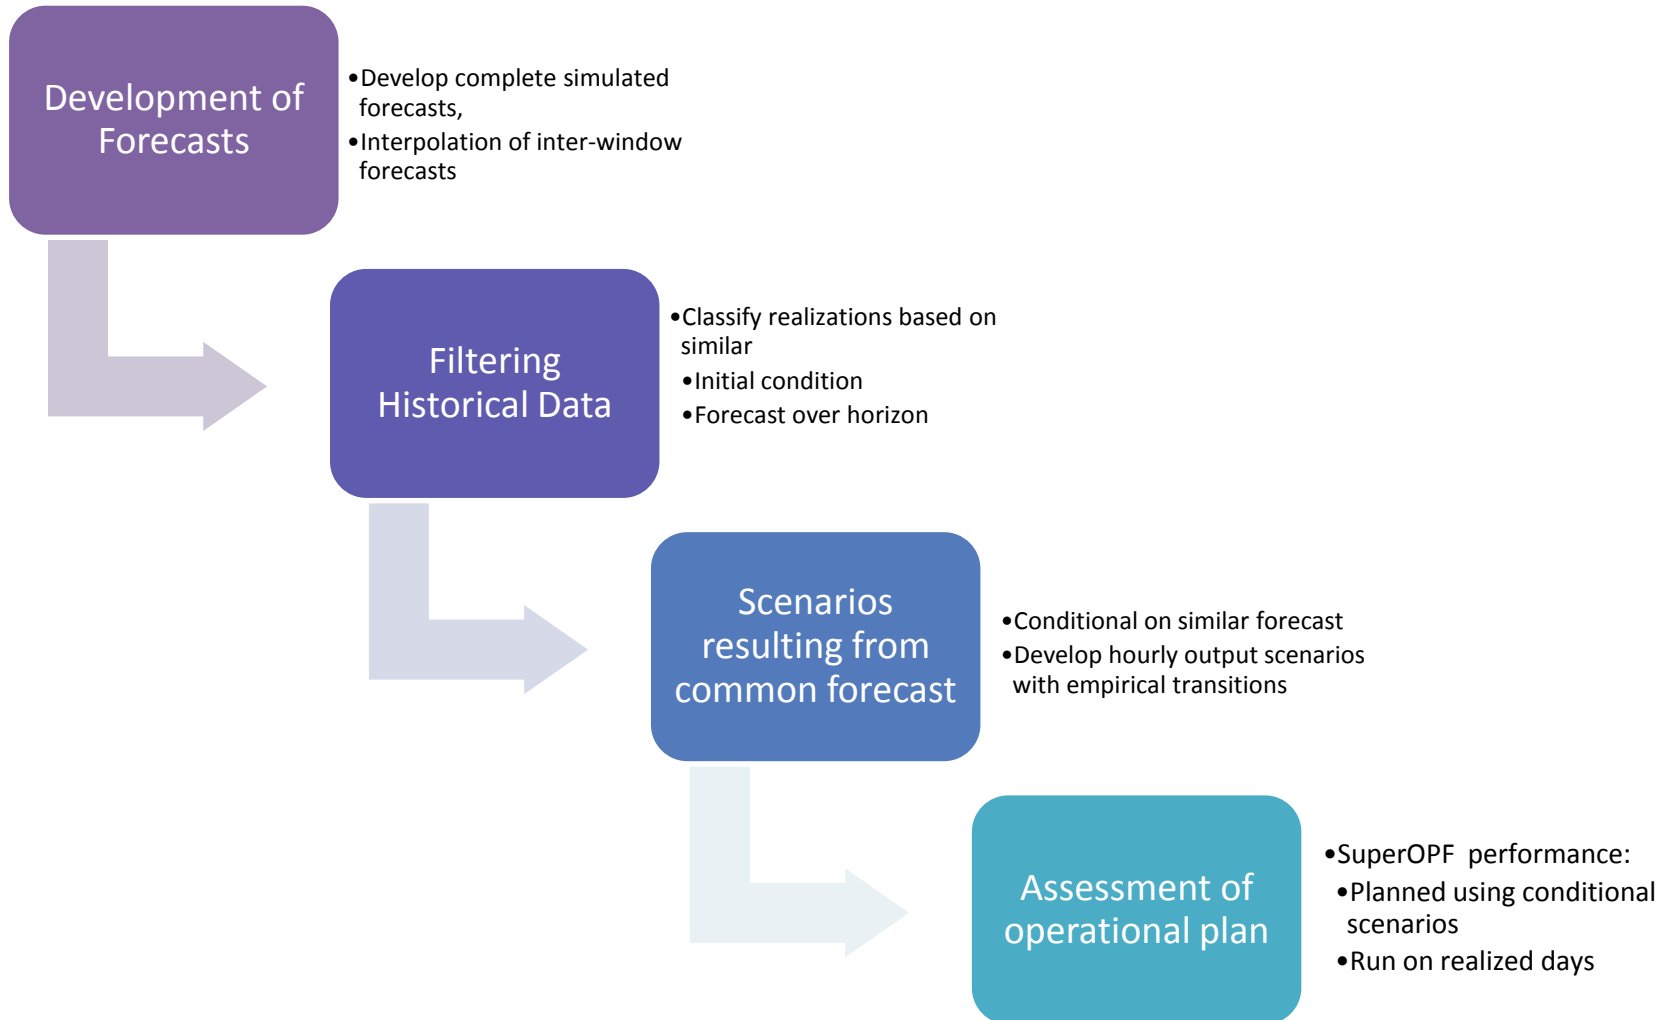 Development of
Forecasts
•Develop complete simulated
forecasts,
•Interpolation of inter-window
forecasts
Filtering
Historical Data
•Classify realizations based on
similar
•Initial condition
•Forecast over horizon
Scenarios
resulting from
common forecast
•Conditional on similar forecast
•Develop hourly output scenarios
with empirical transitions
Assessment of
operational plan
•SuperOPF performance:
•Planned using conditional
scenarios
•Run on realized days